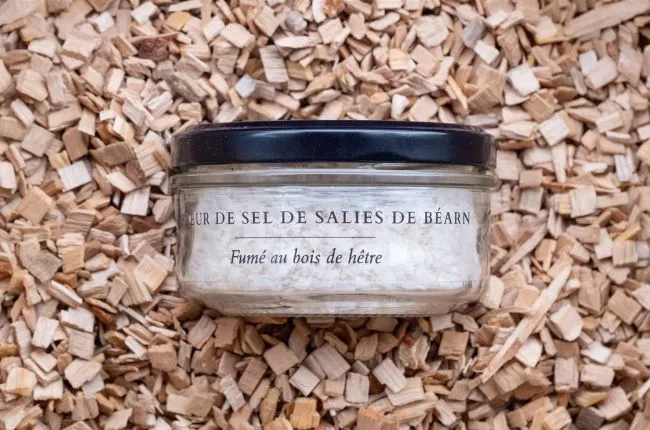 EUR DE SEL DE SALIES DE BÉARN
Fumé au bois de hêtre